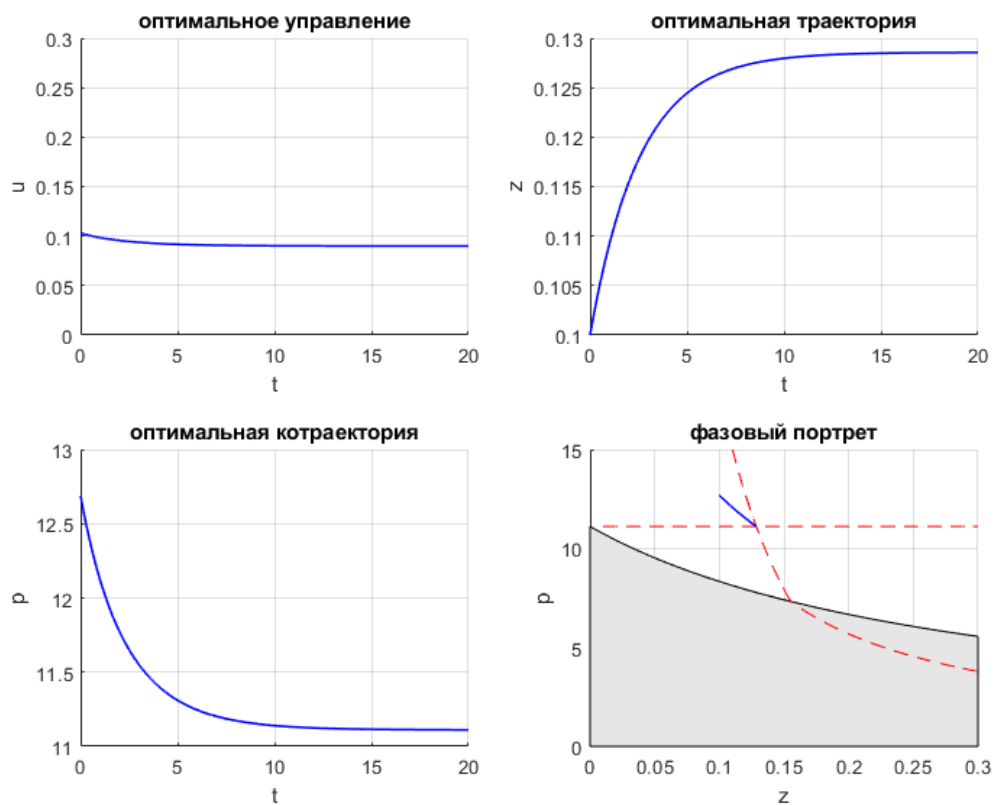 оптимальное управление
0.3
0.25
0.2
0.15
0.1
0.05
0
u
0 5 10 15 20
t
оптимальная траектория
0.13
0.125
0.12
0.115
0.11
0.105
0.1
z
0 5 10 15 20
t
оптимальная котраектория
13
12.5
12
11.5
11
p
0 5 10 15 20
t
фазовый портрет
15
10
5
0
p
0 0.05 0.1 0.15 0.2 0.25 0.3
z